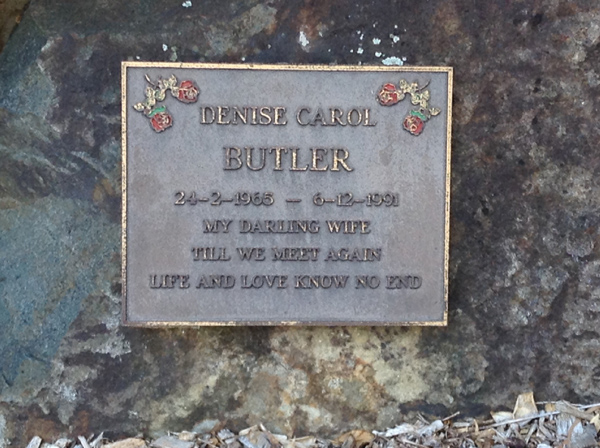 DENISE CAROL
BUTLER
24-2-1965 — 6-12-1991
MY DARLING WIFE
TILL WE MEET AGAIN
LIFE AND LOVE KNOW NO END